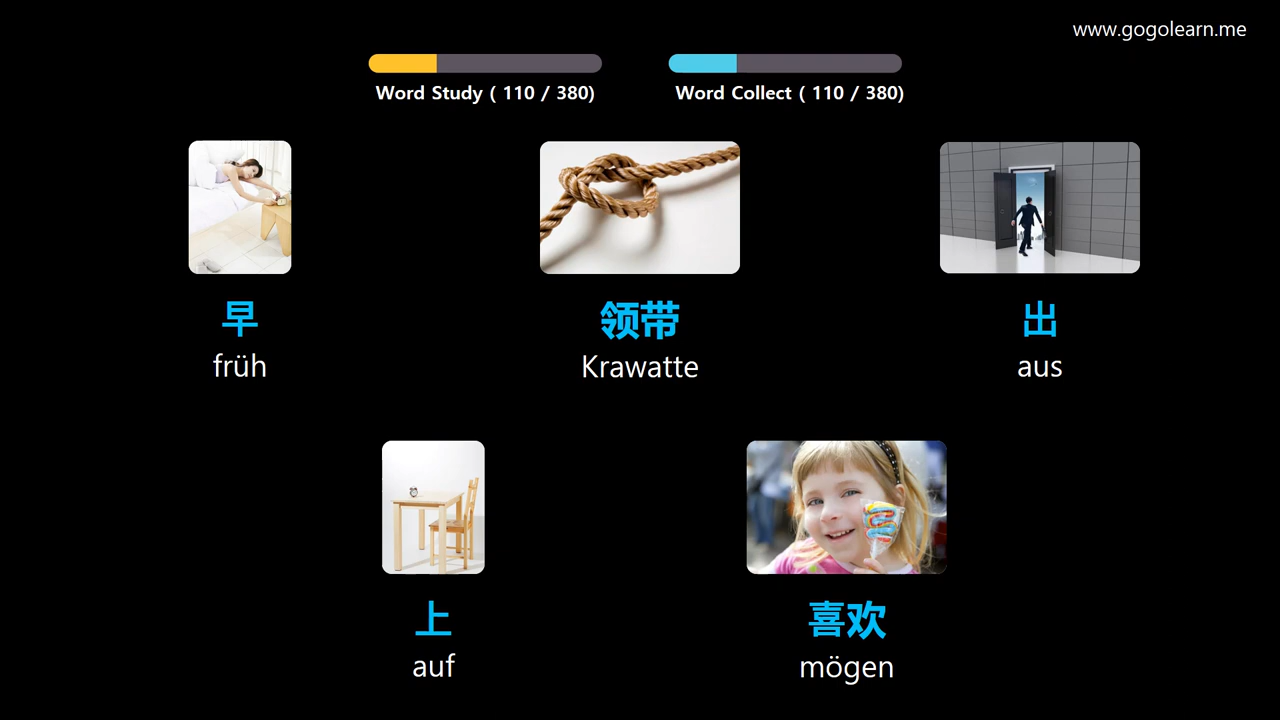 www.gogolearn.me
Word Study ( 110 / 380)
Word Collect ( 110 / 380)
早
früh
领带
Krawatte
出
aus
上
auf
喜欢
mögen